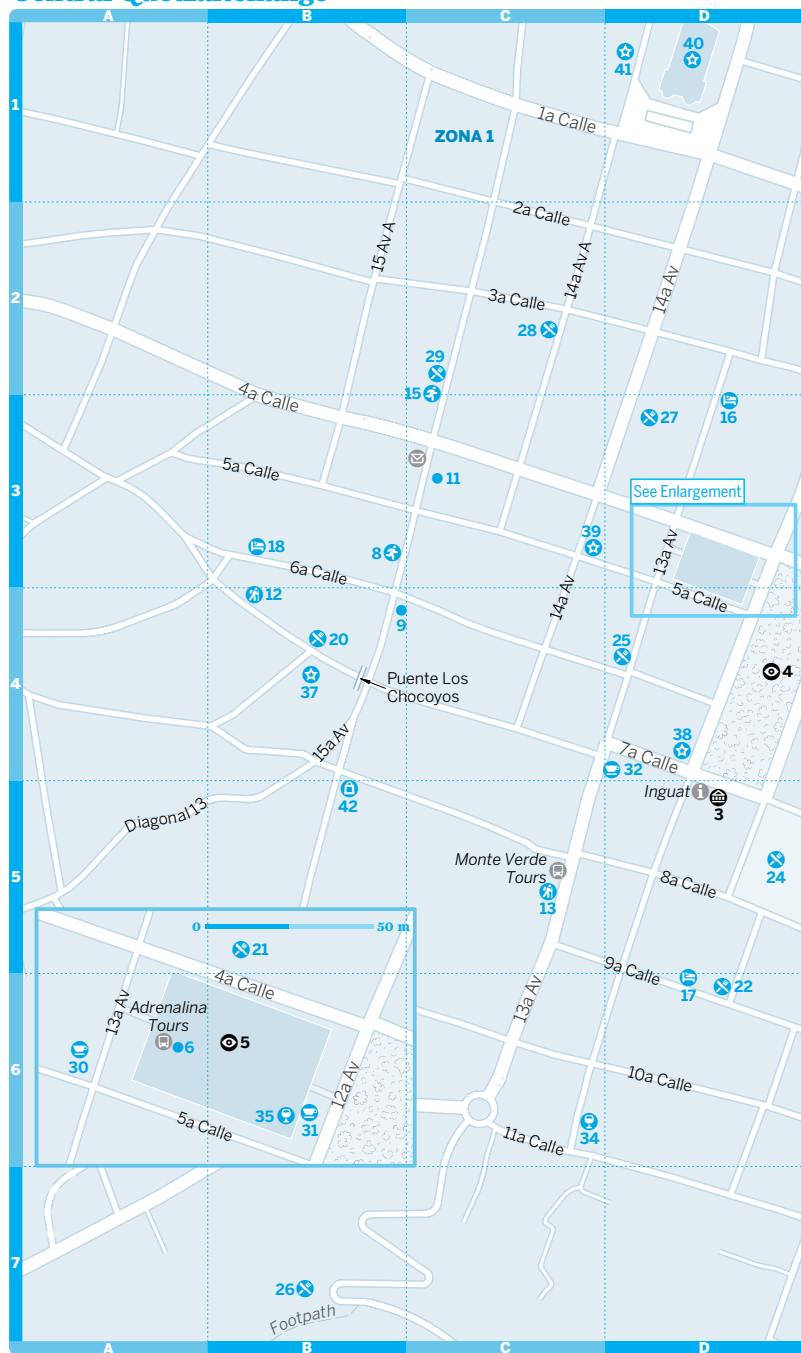 A B C D
40
41
1
1a Calle
ZONA 1
2a Calle
15 Av A
14a Av A
14a Av
2
3a Calle
28
29
15
4a Calle
27
16
5a Calle
11
3
See Enlargement
39
13a Av
18
8
6a Calle
5a Calle
12
14a Av
9
20
25
4
4
37
Puente Los
Chocoyos
15a Av
38
7a Calle
32
Inguat
3
42
Diagonal 13
Monte Verde
Tours
5
8a Calle
24
13
0 50 m
21
4a Calle
9a Calle
17
22
13a Av
13a Av
Adrenalina
Tours
6
5
30
6
12a Av
10a Calle
35
31
5a Calle
34
11a Calle
7
26
Footpath
A B C D